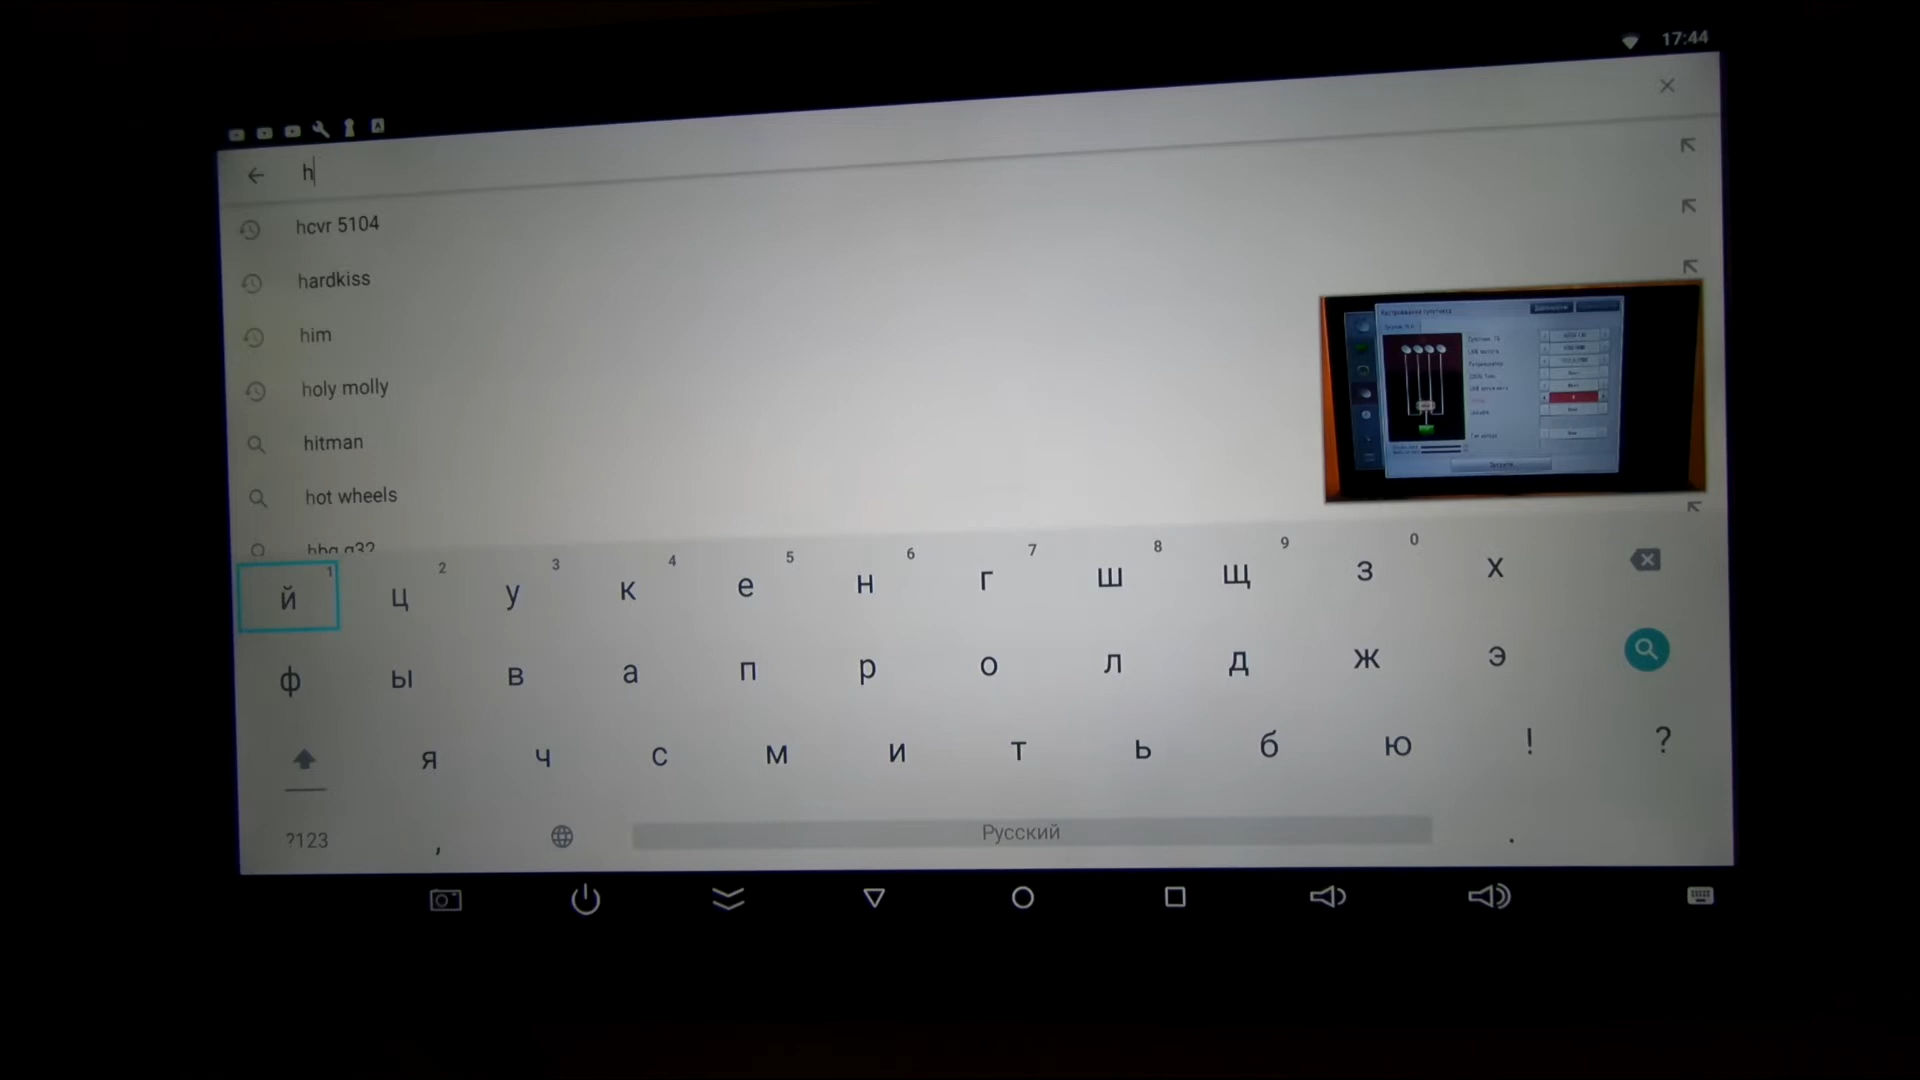 17:44
h
hcvr 5104
hardkiss
him
holy molly
hitman
hot wheels
й 1 ц 2 у 3 к 4 е 5 н 6 г 7 ш 8 щ 9 з 0 х
ф ы в а п р о л д ж э
я ч с м и т ь б ю ! ?
?123 , Русский .